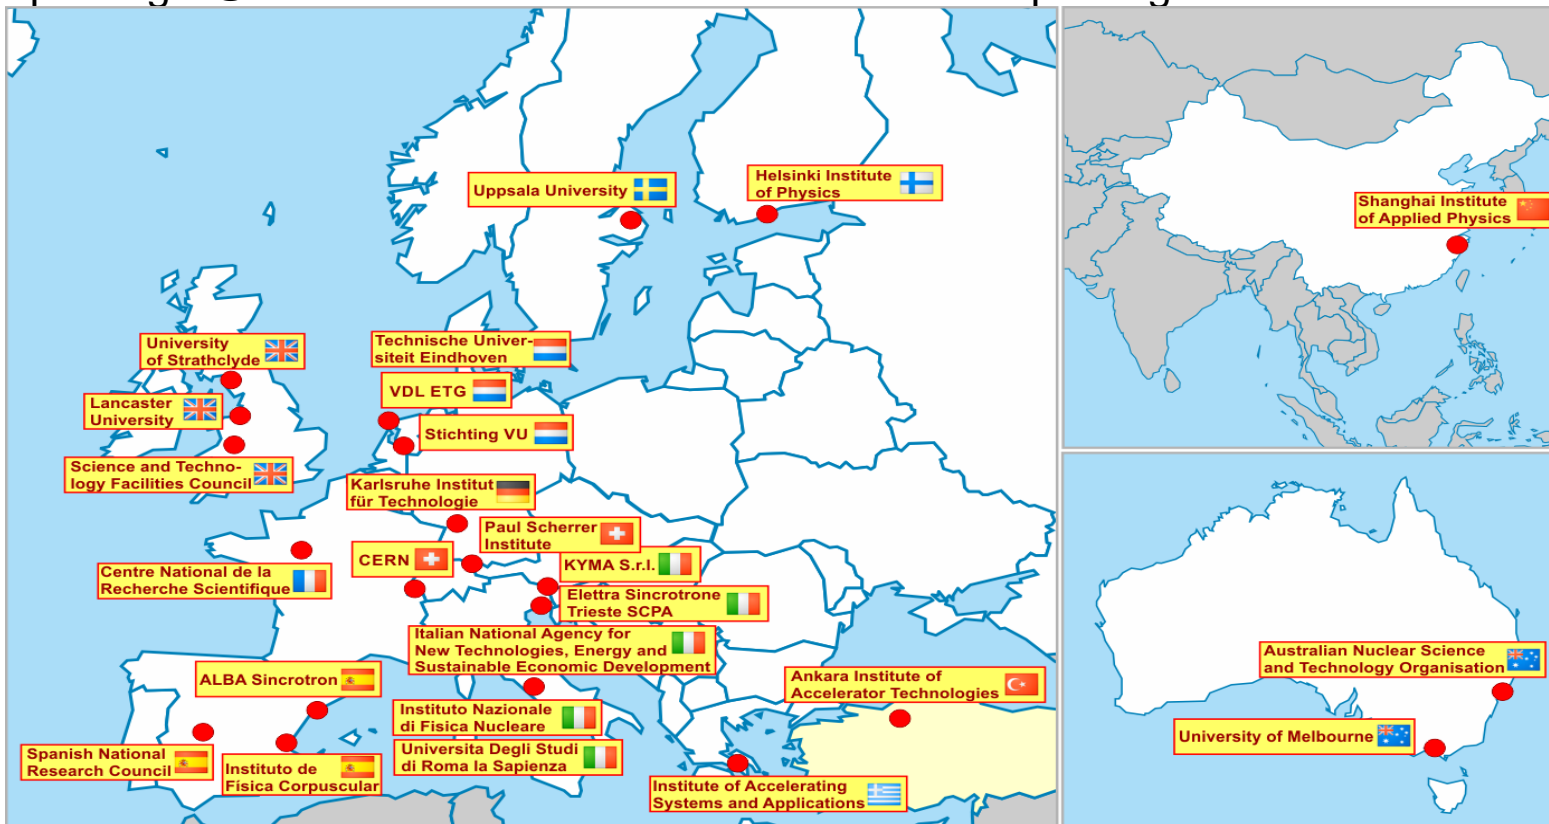 Uppsala University
Helsinki Institute
of Physics
Shanghai Institute
of Applied Physics
University
of Strathclyde
Technische Univer-
siteit Eindhoven
VDL ETG
Lancaster
University
Stichting VU
Science and Techno-
logy Facilities Council
Karlsruhe Institut
für Technologie
Paul Scherrer
Institute
CERN
KYMA S.r.l.
Centre National de la
Recherche Scientifique
Elettra Sincrotrone
Trieste SCPA
Italian National Agency for
New Technologies, Energy and
Sustainable Economic Development
Australian Nuclear Science
and Technology Organisation
ALBA Sincrotron
Ankara Institute of
Accelerator Technologies
Instituto Nazionale
di Fisica Nucleare
University of Melbourne
Universita Degli Studi
di Roma la Sapienza
Spanish National
Research Council
Instituto de
Física Corpuscular
Institute of Accelerating
Systems and Applications